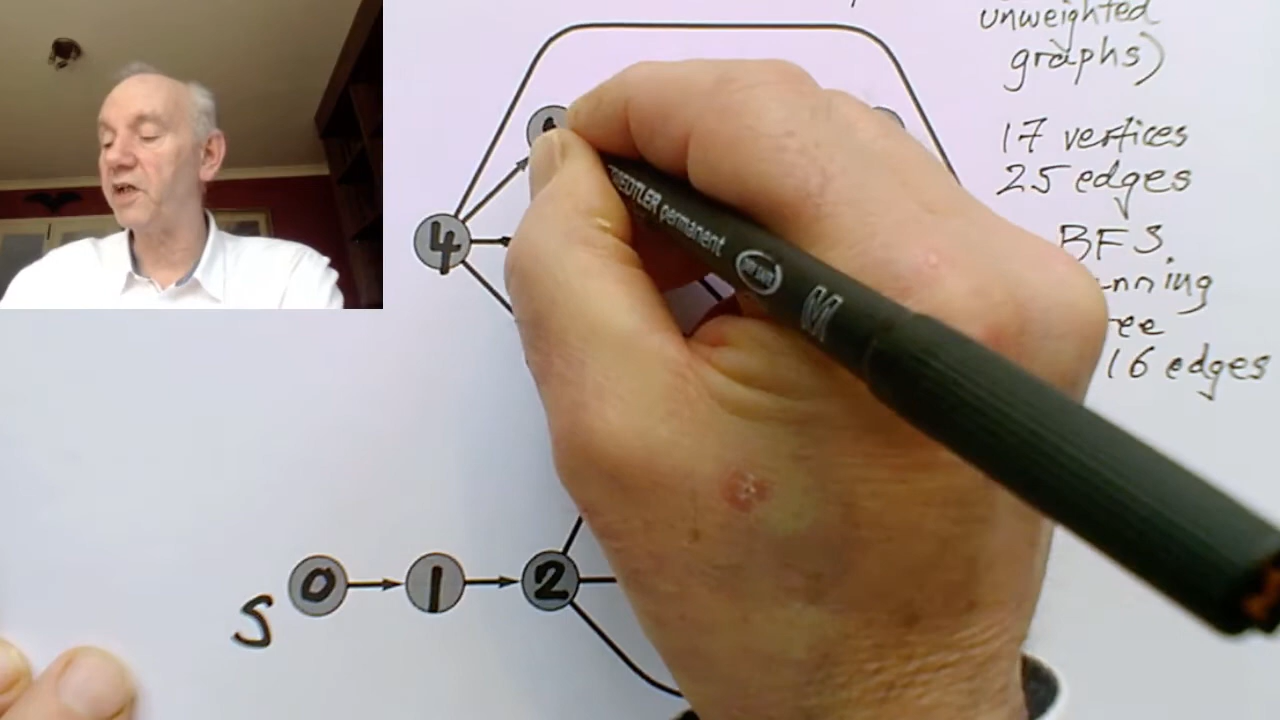 unweighted
graphs)
17 vertices
25 edges
BFS
nning
ree
16 edges
4
STAEDTLER permanent
M
0
1
2
S